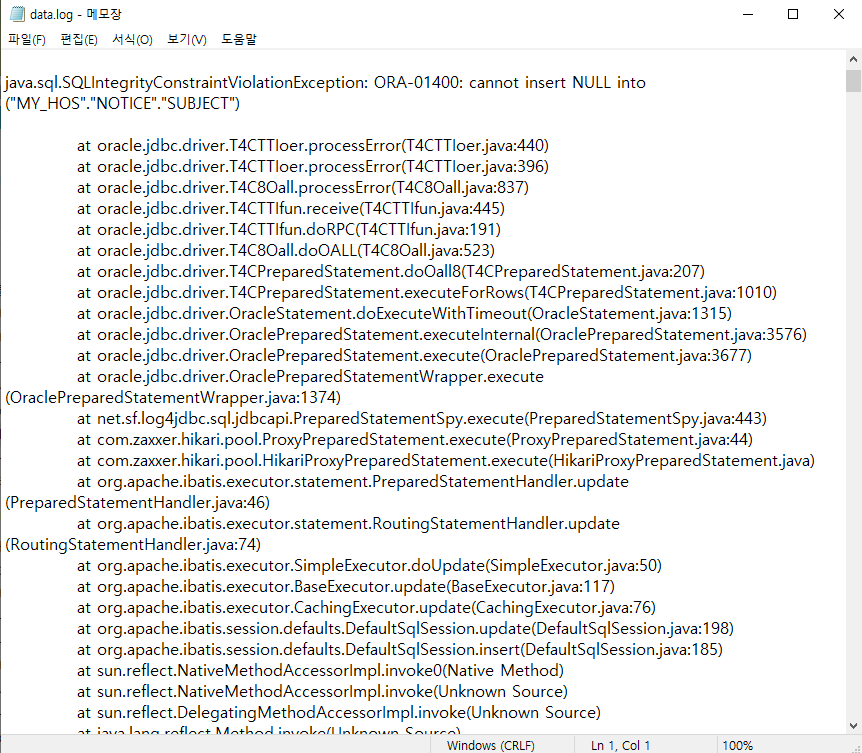 data.log - 메모장
파일(F) 편집(E) 서식(O) 보기(V) 도움말
java.sql.SQLIntegrityConstraintViolationException: ORA-01400: cannot insert NULL into
("MY_HOS"."NOTICE"."SUBJECT")
at oracle.jdbc.driver.T4CTTIoer.processError(T4CTTIoer.java:440)
at oracle.jdbc.driver.T4CTTIoer.processError(T4CTTIoer.java:396)
at oracle.jdbc.driver.T4C8Oall.processError(T4C8Oall.java:837)
at oracle.jdbc.driver.T4CTTIfun.receive(T4CTTIfun.java:445)
at oracle.jdbc.driver.T4CTTIfun.doRPC(T4CTTIfun.java:191)
at oracle.jdbc.driver.T4C8Oall.doOALL(T4C8Oall.java:523)
at oracle.jdbc.driver.T4CPreparedStatement.doOall8(T4CPreparedStatement.java:207)
at oracle.jdbc.driver.T4CPreparedStatement.executeForRows(T4CPreparedStatement.java:1010)
at oracle.jdbc.driver.OracleStatement.doExecuteWithTimeout(OracleStatement.java:1315)
at oracle.jdbc.driver.OraclePreparedStatement.executeInternal(OraclePreparedStatement.java:3576)
at oracle.jdbc.driver.OraclePreparedStatement.execute(OraclePreparedStatement.java:3677)
at oracle.jdbc.driver.OraclePreparedStatementWrapper.execute
(OraclePreparedStatementWrapper.java:1374)
at net.sf.log4jdbc.sql.jdbcapi.PreparedStatementSpy.execute(PreparedStatementSpy.java:443)
at com.zaxxer.hikari.pool.ProxyPreparedStatement.execute(ProxyPreparedStatement.java:44)
at com.zaxxer.hikari.pool.HikariProxyPreparedStatement.execute(HikariProxyPreparedStatement.java)
at org.apache.ibatis.executor.statement.PreparedStatementHandler.update
(PreparedStatementHandler.java:46)
at org.apache.ibatis.executor.statement.RoutingStatementHandler.update
(RoutingStatementHandler.java:74)
at org.apache.ibatis.executor.SimpleExecutor.doUpdate(SimpleExecutor.java:50)
at org.apache.ibatis.executor.BaseExecutor.update(BaseExecutor.java:117)
at org.apache.ibatis.executor.CachingExecutor.update(CachingExecutor.java:76)
at org.apache.ibatis.session.defaults.DefaultSqlSession.update(DefaultSqlSession.java:198)
at org.apache.ibatis.session.defaults.DefaultSqlSession.insert(DefaultSqlSession.java:185)
at sun.reflect.NativeMethodAccessorImpl.invoke0(Native Method)
at sun.reflect.NativeMethodAccessorImpl.invoke(Unknown Source)
at sun.reflect.DelegatingMethodAccessorImpl.invoke(Unknown Source)
at java.lang.reflect.Method.invoke(Unknown Source)
Windows (CRLF) Ln 1, Col 1 100%